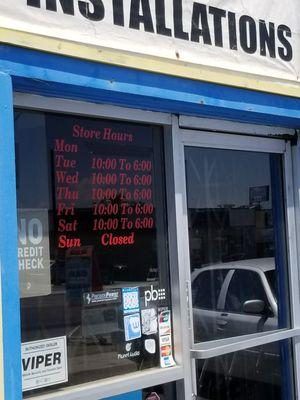 INSTALLATIONS
Store Hours
Mon
Tue 10:00 To 6:00
Wed 10:00 To 6:00
Thu 10:00 To 6:00
Fri 10:00 To 6:00
Sat 10:00 To 6:00
Sun Closed
NO
CREDIT
CHECK
pb
AUTHORIZED DEALER
VIPER